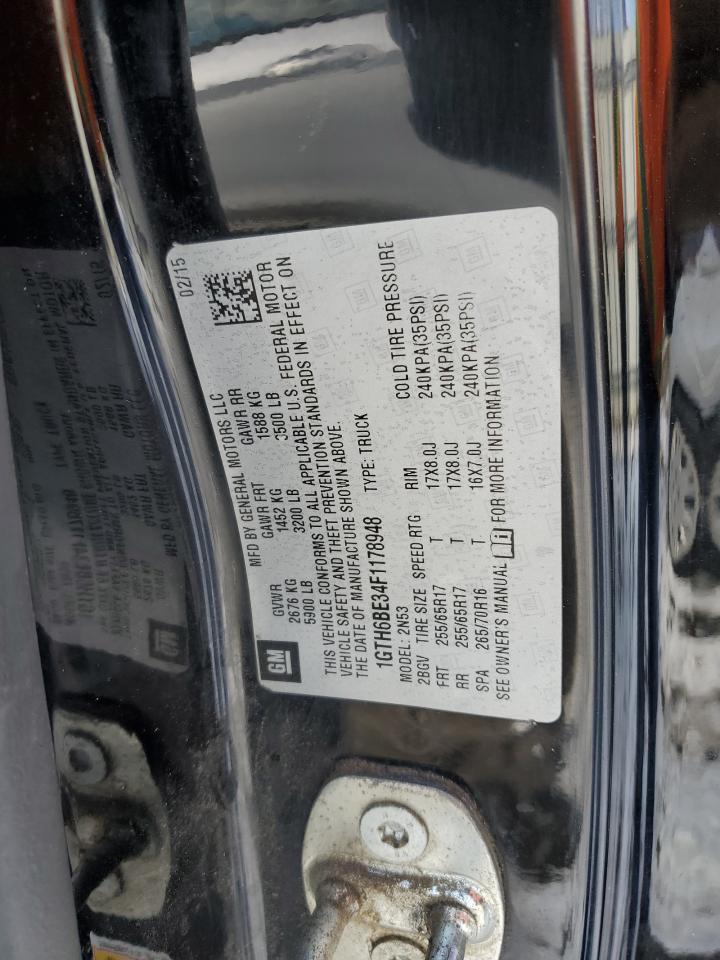 02/15
GM
MFD BY GENERAL MOTORS LLC
GVWR GAWR FRT GAWR RR
2676 KG 1452 KG 1588 KG
5900 LB 3200 LB 3500 LB
THIS VEHICLE CONFORMS TO ALL APPLICABLE U.S. FEDERAL MOTOR
VEHICLE SAFETY AND THEFT PREVENTION STANDARDS IN EFFECT ON
THE DATE OF MANUFACTURE SHOWN ABOVE.
1GTH6BE34F1178948 TYPE: TRUCK
MODEL: 2N53
2BGV TIRE SIZE SPEED RTG RIM COLD TIRE PRESSURE
FRT 255/65R17 T 17X8.0J 240KPA(35PSI)
RR 255/65R17 T 17X8.0J 240KPA(35PSI)
SPA 265/70R16 T 16X7.0J 240KPA(35PSI)
SEE OWNER'S MANUAL FOR MORE INFORMATION